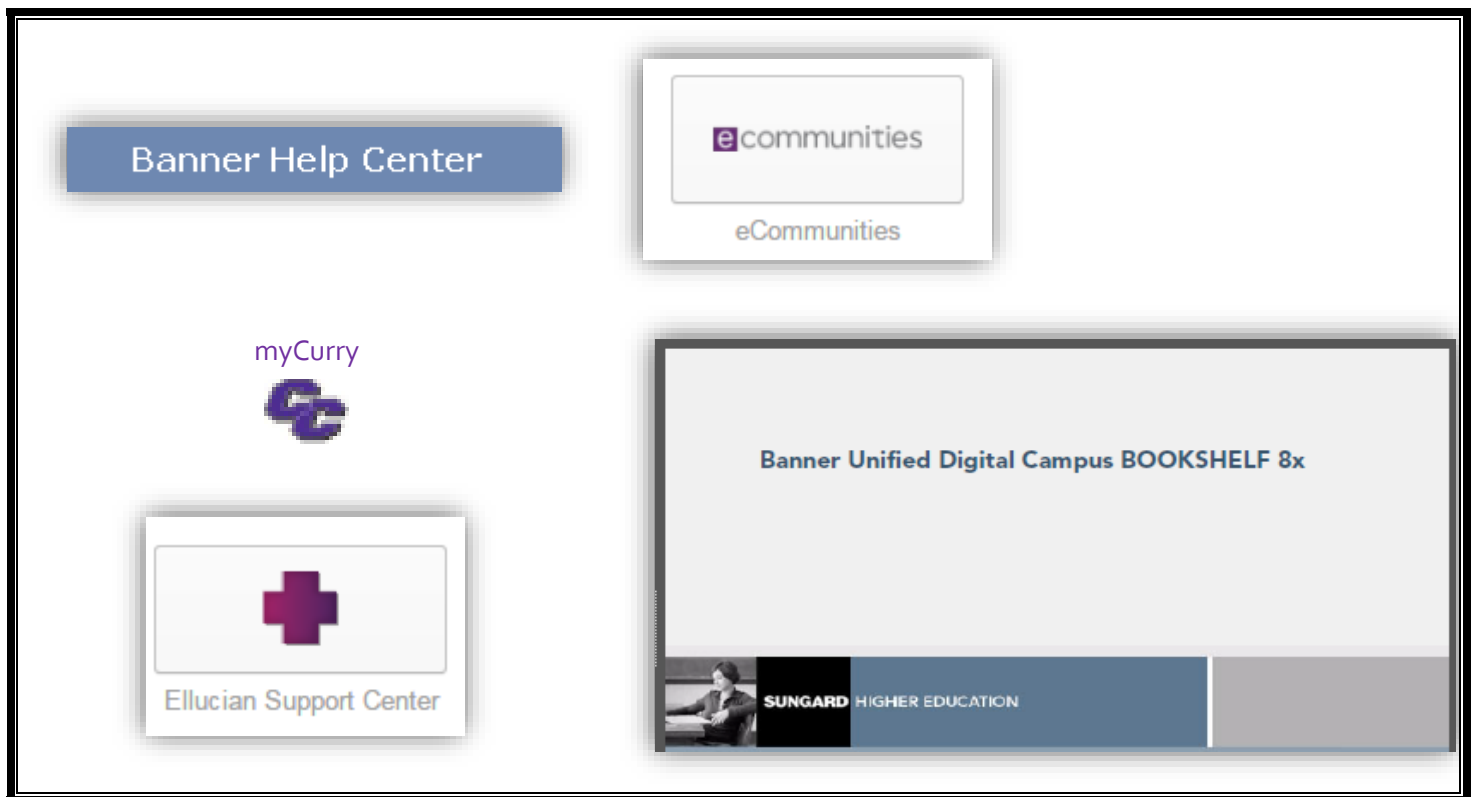 Banner Help Center
ecommunities
eCommunities
myCurry
CC
Banner Unified Digital Campus BOOKSHELF 8x
Ellucian Support Center
SUNGARD HIGHER EDUCATION